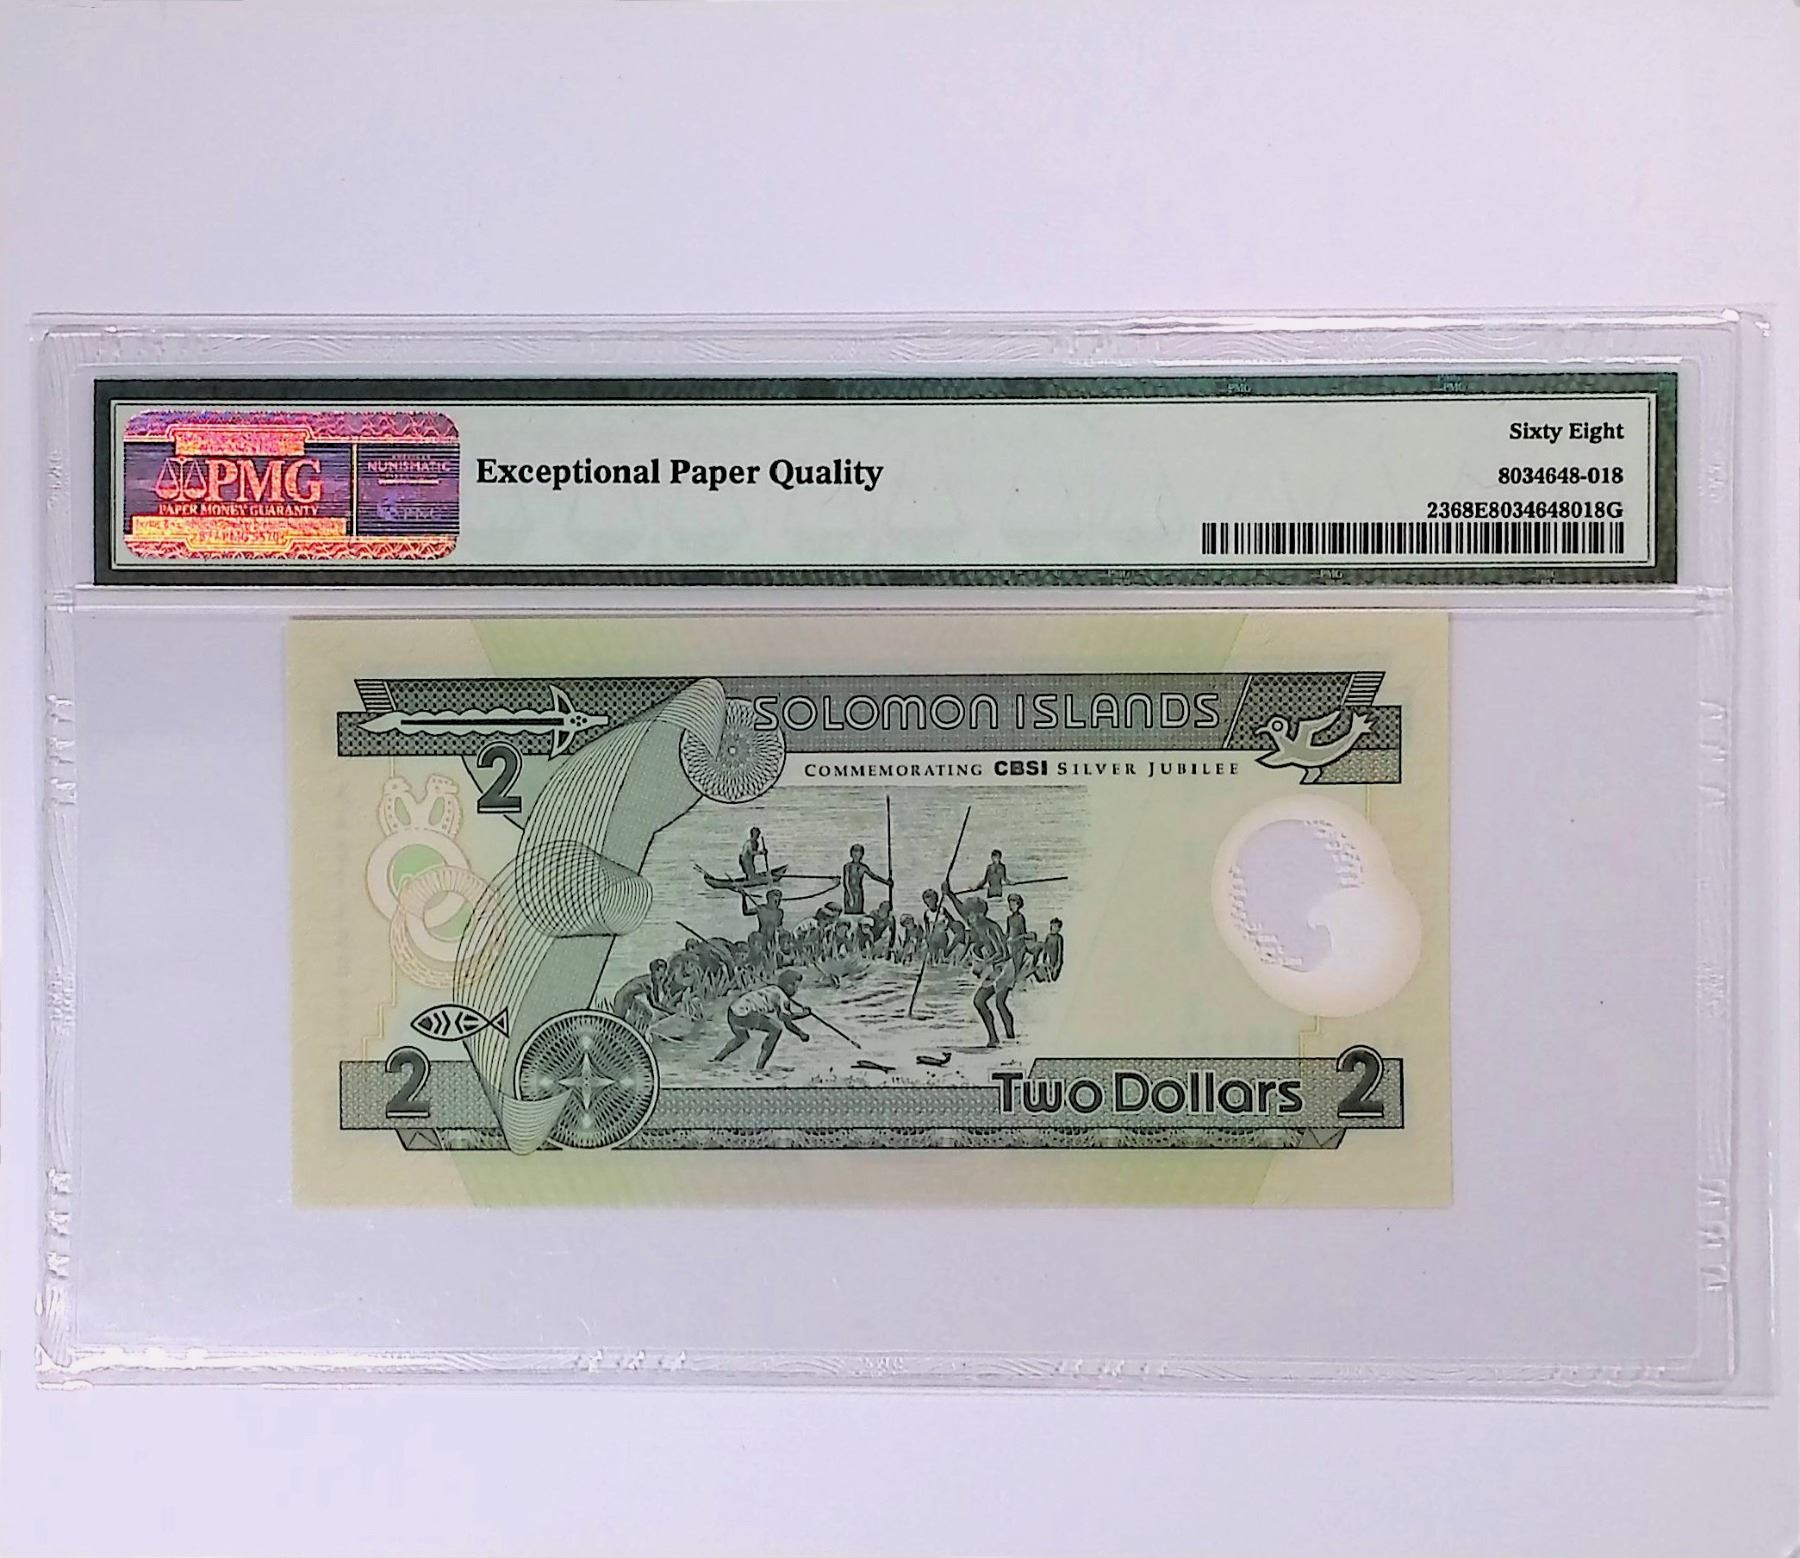 PMG
PAPER MONEY GUARANTY
NUMISMATIC
Exceptional Paper Quality
Sixty Eight
8034648-018
2368E8034648018G
SOLOMON ISLANDS
2
COMMEMORATING CBSI SILVER JUBILEE
2
Two Dollars
2